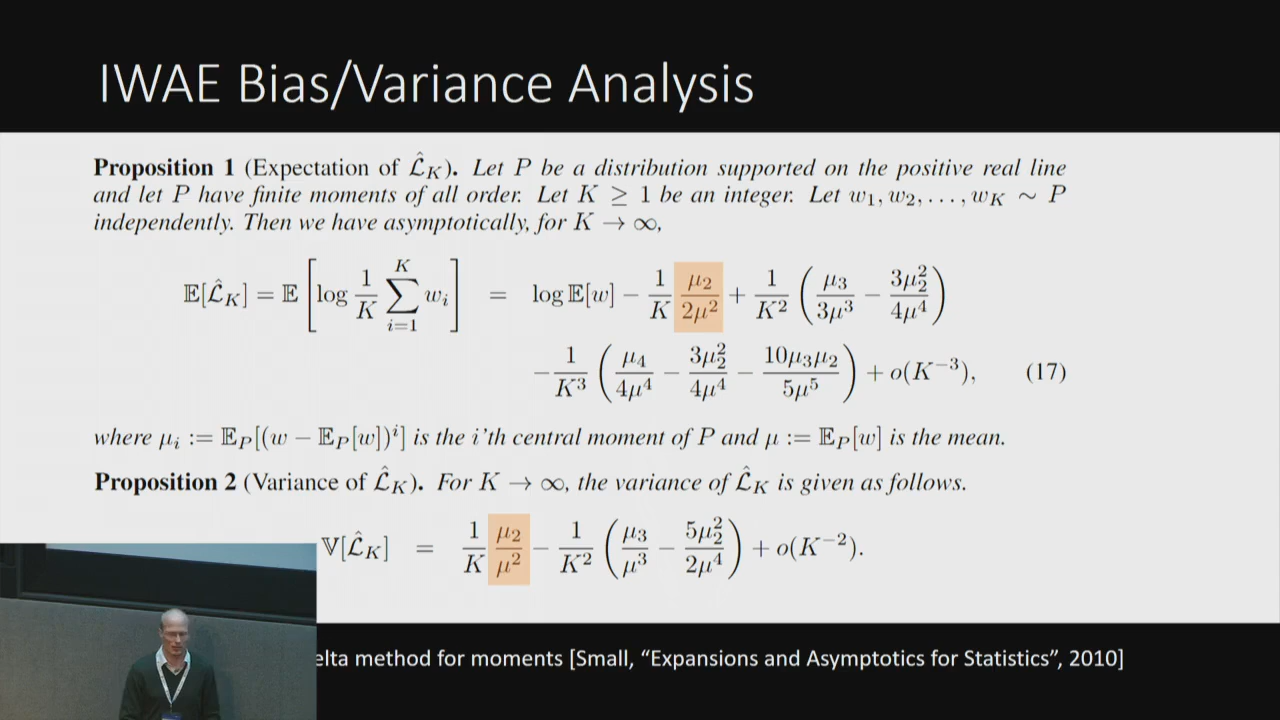 IWAE Bias/Variance Analysis
Proposition 1 (Expectation of $\hat{\mathcal{L}}_K$). Let P be a distribution supported on the positive real line
and let P have finite moments of all order. Let K ≥ 1 be an integer. Let $w_1, w_2, \ldots, w_K \sim P$
independently. Then we have asymptotically, for K → ∞,
$\mathbb{E}[\hat{\mathcal{L}}_K] = \mathbb{E}\left[\log \frac{1}{K} \sum_{i=1}^{K} w_i\right] = \log \mathbb{E}[w] - \frac{1}{K} \frac{\mu_2}{2\mu^2} + \frac{1}{K^2} \left(\frac{\mu_3}{3\mu^3} - \frac{3\mu_2^2}{4\mu^4}\right)$
$- \frac{1}{K^3} \left(\frac{\mu_4}{4\mu^4} - \frac{3\mu_2^2}{4\mu^4} - \frac{10\mu_3\mu_2}{5\mu^5}\right) + o(K^{-3}),$ (17)
where $\mu_i := \mathbb{E}_P[(w - \mathbb{E}_P[w])^i]$ is the i'th central moment of P and $\mu := \mathbb{E}_P[w]$ is the mean.
Proposition 2 (Variance of $\hat{\mathcal{L}}_K$). For K → ∞, the variance of $\hat{\mathcal{L}}_K$ is given as follows.
$\mathbb{V}[\hat{\mathcal{L}}_K] = \frac{1}{K} \frac{\mu_2}{\mu^2} - \frac{1}{K^2} \left(\frac{\mu_3}{\mu^3} - \frac{5\mu_2^2}{2\mu^4}\right) + o(K^{-2}).$
elta method for moments [Small, “Expansions and Asymptotics for Statistics”, 2010]